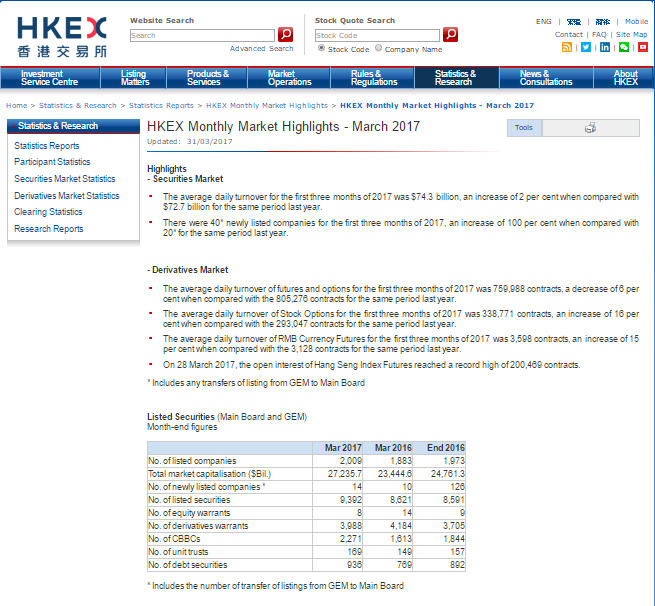 HKEX
香港交易所
Website Search
Search
Advanced Search
Stock Quote Search
Stock Code
Stock Code Company Name
ENG | 繁體 | 简体 | Mobile
Contact | FAQ | Site Map
Investment Service Centre
Listing Matters
Products & Services
Market Operations
Rules & Regulations
Statistics & Research
News & Consultations
About HKEX
Home > Statistics & Research > Statistics Reports > HKEX Monthly Market Highlights > HKEX Monthly Market Highlights - March 2017
Statistics & Research
Statistics Reports
Participant Statistics
Securities Market Statistics
Derivatives Market Statistics
Clearing Statistics
Research Reports
HKEX Monthly Market Highlights - March 2017
Updated: 31/03/2017
Tools
Highlights
- Securities Market
The average daily turnover for the first three months of 2017 was $74.3 billion, an increase of 2 per cent when compared with
$72.7 billion for the same period last year.
There were 40* newly listed companies for the first three months of 2017, an increase of 100 per cent when compared with
20* for the same period last year.
- Derivatives Market
The average daily turnover of futures and options for the first three months of 2017 was 759,988 contracts, a decrease of 6 per
cent when compared with the 805,276 contracts for the same period last year.
The average daily turnover of Stock Options for the first three months of 2017 was 338,771 contracts, an increase of 16 per
cent when compared with the 293,047 contracts for the same period last year.
The average daily turnover of RMB Currency Futures for the first three months of 2017 was 3,598 contracts, an increase of 15
per cent when compared with the 3,128 contracts for the same period last year.
On 28 March 2017, the open interest of Hang Seng Index Futures reached a record high of 200,469 contracts.
* Includes any transfers of listing from GEM to Main Board
Listed Securities (Main Board and GEM)
Month-end figures
Mar 2017 Mar 2016 End 2016
No. of listed companies 2,009 1,883 1,973
Total market capitalisation ($Bil.) 27,235.7 23,444.6 24,761.3
No. of newly listed companies * 14 10 126
No. of listed securities 9,392 8,621 8,591
No. of equity warrants 8 14 9
No. of derivatives warrants 3,988 4,184 3,705
No. of CBBCs 2,271 1,613 1,844
No. of unit trusts 169 149 157
No. of debt securities 936 769 892
* Includes the number of transfer of listings from GEM to Main Board